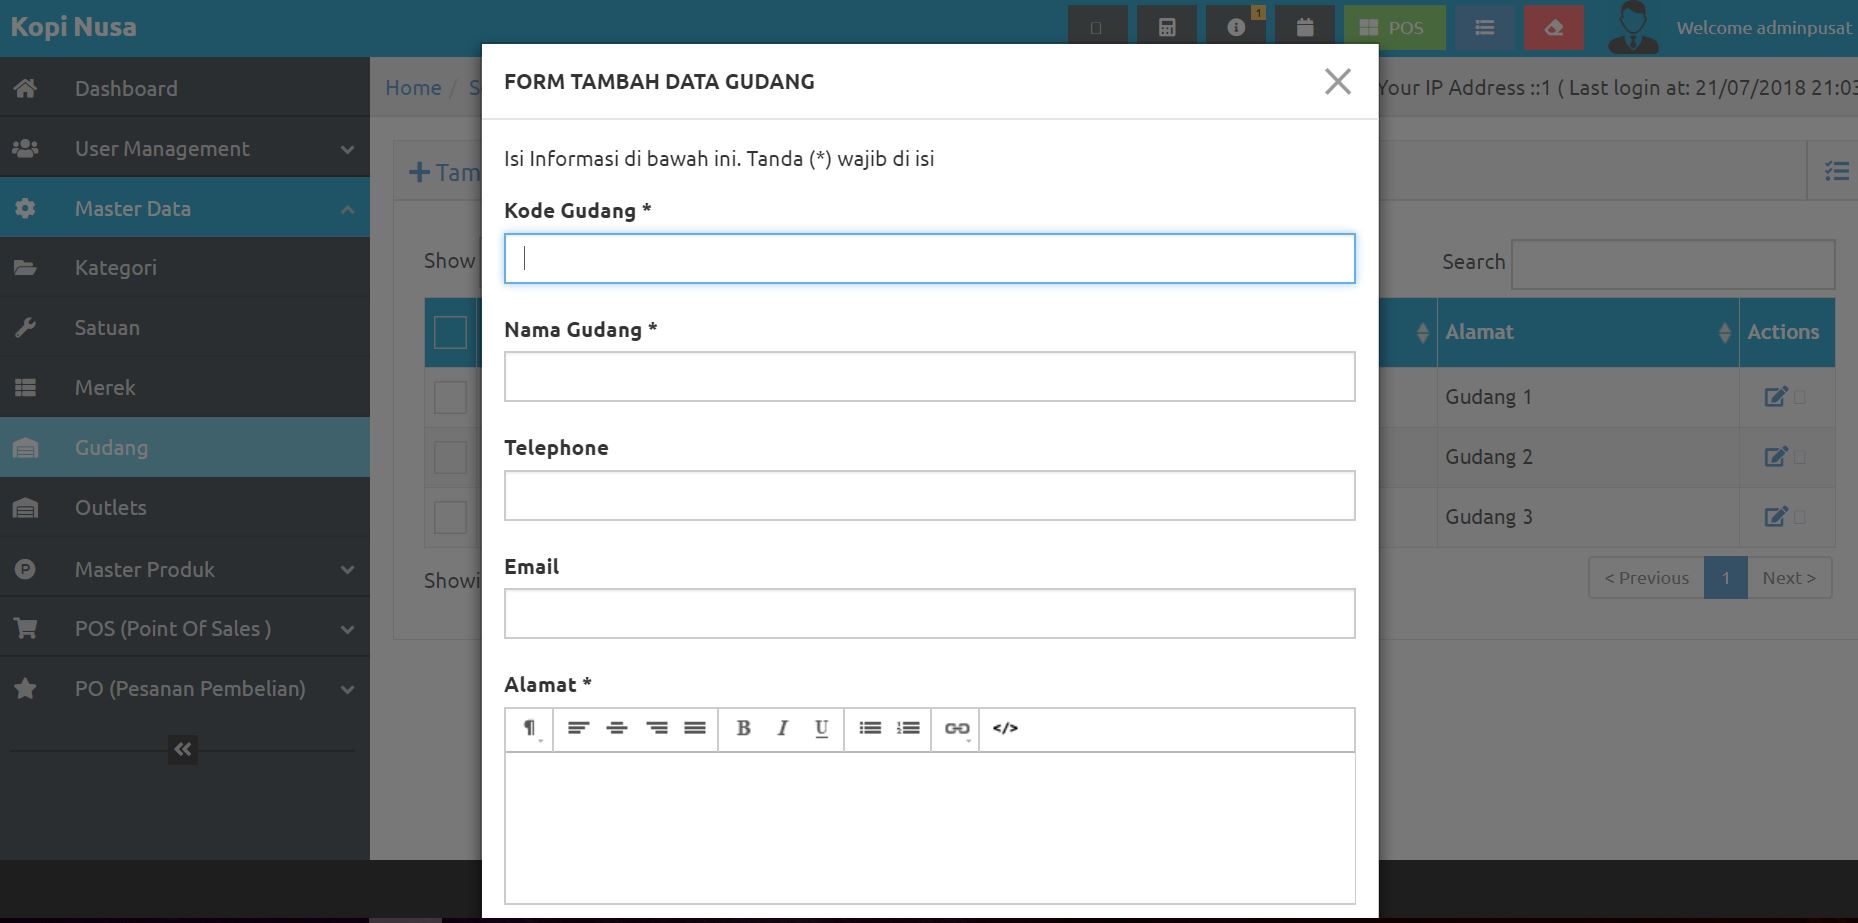 Kopi Nusa
1
POS
Welcome adminpusat
Dashboard
User Management
Master Data
Kategori
Satuan
Merek
Gudang
Outlets
Master Produk
POS (Point Of Sales )
PO (Pesanan Pembelian)
Home / S
Your IP Address ::1 ( Last login at: 21/07/2018 21:03
Tam
Show
Search
Alamat Actions
Gudang 1
Gudang 2
Gudang 3
Showi
< Previous 1 Next >
FORM TAMBAH DATA GUDANG
Isi Informasi di bawah ini. Tanda (*) wajib di isi
Kode Gudang *
Nama Gudang *
Telephone
Email
Alamat *
¶ B I U </>